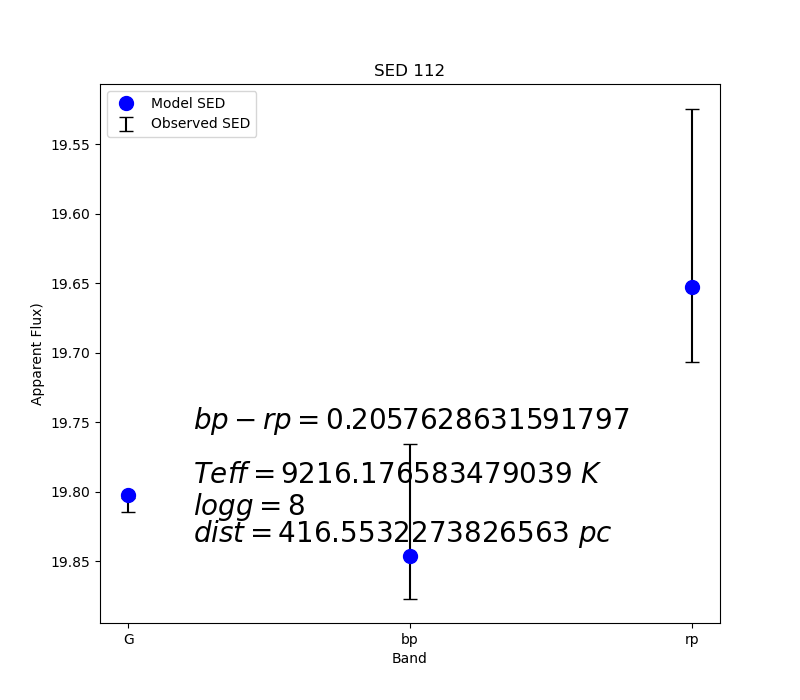 SED 112
Model SED
Observed SED
Apparent Flux)
19.55
19.60
19.65
19.70
19.75
19.80
19.85
bp − rp = 0.2057628631591797
Teff = 9216.176583479039 K
logg = 8
dist = 416.5532273826563 pc
G
bp
rp
Band